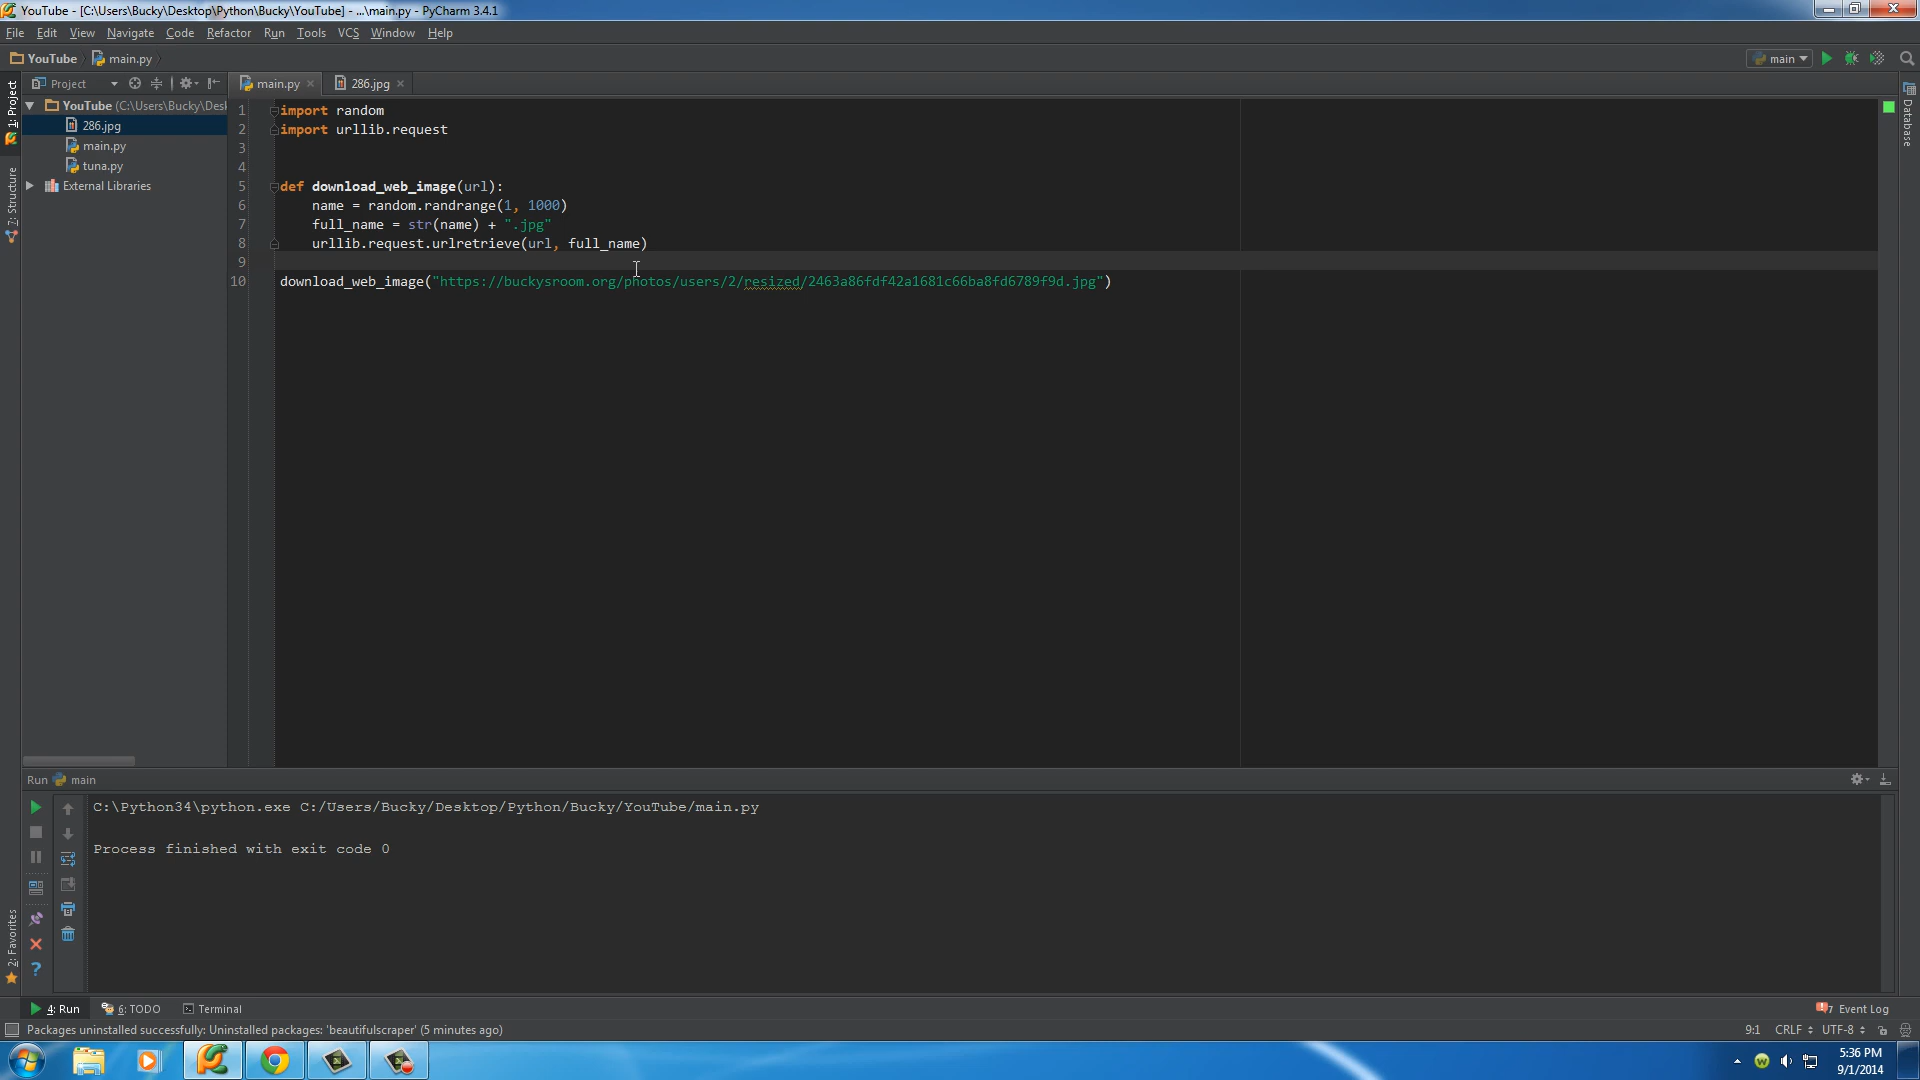 YouTube - [C:\Users\Bucky\Desktop\Python\Bucky\YouTube] - ...\main.py - PyCharm 3.4.1
File Edit View Navigate Code Refactor Run Tools VCS Window Help
YouTube main.py
main
Project
main.py 286.jpg
1: Project
7: Structure
2: Favorites
Database
YouTube (C:\Users\Bucky\Desk
286.jpg
main.py
tuna.py
External Libraries
1 import random
2 import urllib.request
3
4
5 def download_web_image(url):
6 name = random.randrange(1, 1000)
7 full_name = str(name) + ".jpg"
8 urllib.request.urlretrieve(url, full_name)
9
10 download_web_image("https://buckysroom.org/photos/users/2/resized/2463a86fdf42a1681c66ba8fd6789f9d.jpg")
Run main
C:\Python34\python.exe C:/Users/Bucky/Desktop/Python/Bucky/YouTube/main.py
Process finished with exit code 0
4: Run 6: TODO Terminal
7 Event Log
Packages uninstalled successfully: Uninstalled packages: 'beautifulscraper' (5 minutes ago)
9:1 CRLF UTF-8
5:36 PM
9/1/2014